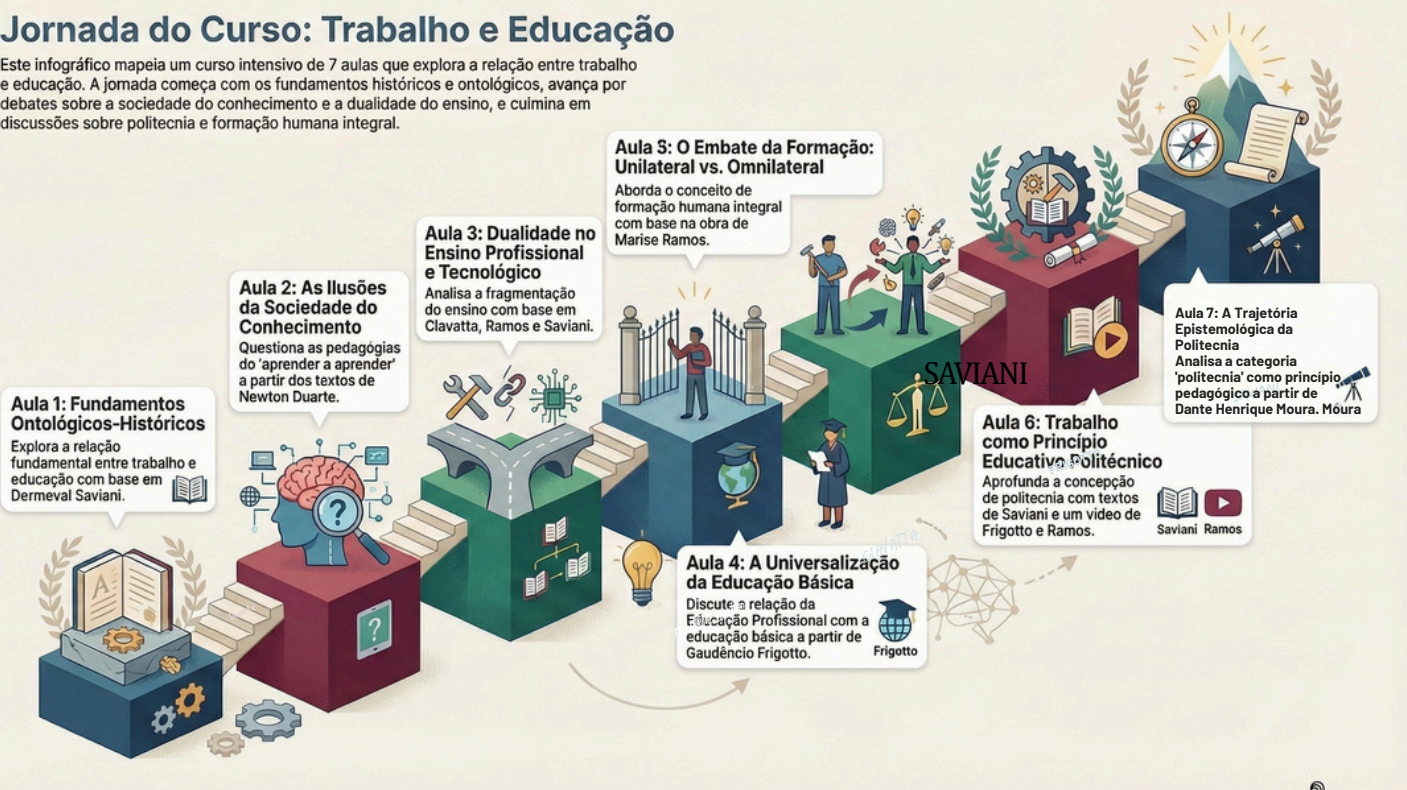 Jornada do Curso: Trabalho e Educação
Este infográfico mapeia um curso intensivo de 7 aulas que explora a relação entre trabalho
e educação. A jornada começa com os fundamentos históricos e ontológicos, avança por
debates sobre a sociedade do conhecimento e a dualidade do ensino, e culmina em
discussões sobre politecnia e formação humana integral.
Aula 1: Fundamentos
Ontológicos-Históricos
Explora a relação
fundamental entre trabalho e
educação com base em
Dermeval Saviani.
Aula 2: As Ilusões
da Sociedade do
Conhecimento
Questiona as pedagógias
do 'aprender a aprender'
a partir dos textos de
Newton Duarte.
Aula 3: Dualidade no
Ensino Profissional
e Tecnológico
Analisa a fragmentação
do ensino com base em
Clavatta, Ramos e Saviani.
Aula 4: A Universalização
da Educação Básica
Discute a relação da
Educação Profissional com a
educação básica a partir de
Gaudêncio Frigotto.
Frigotto
CIAVATTA
Aula 5: O Embate da Formação:
Unilateral vs. Omnilateral
Aborda o conceito de
formação humana integral
com base na obra de
Marise Ramos.
SAVIANI
Aula 6: Trabalho
como Princípio
Educativo Politécnico
Aprofunda a concepção
de politecnia com textos
de Saviani e um video de
Frigotto e Ramos.
Saviani Ramos
Aula 7: A Trajetória
Epistemológica da
Politecnia
Analisa a categoria
'politecnia' como princípio
pedagógico a partir de
Dante Henrique Moura. Moura
A
?
?